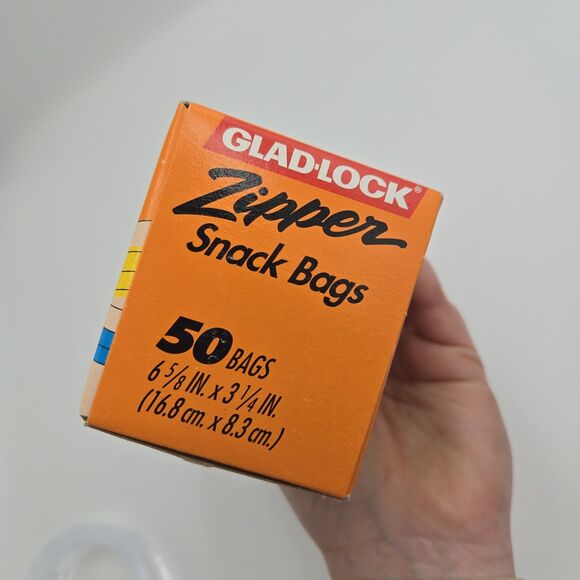 GLAD-LOCK®
Zipper
Snack Bags
50 BAGS
6 5/8 IN. x 3 1/4 IN.
(16.8 cm. x 8.3 cm.)